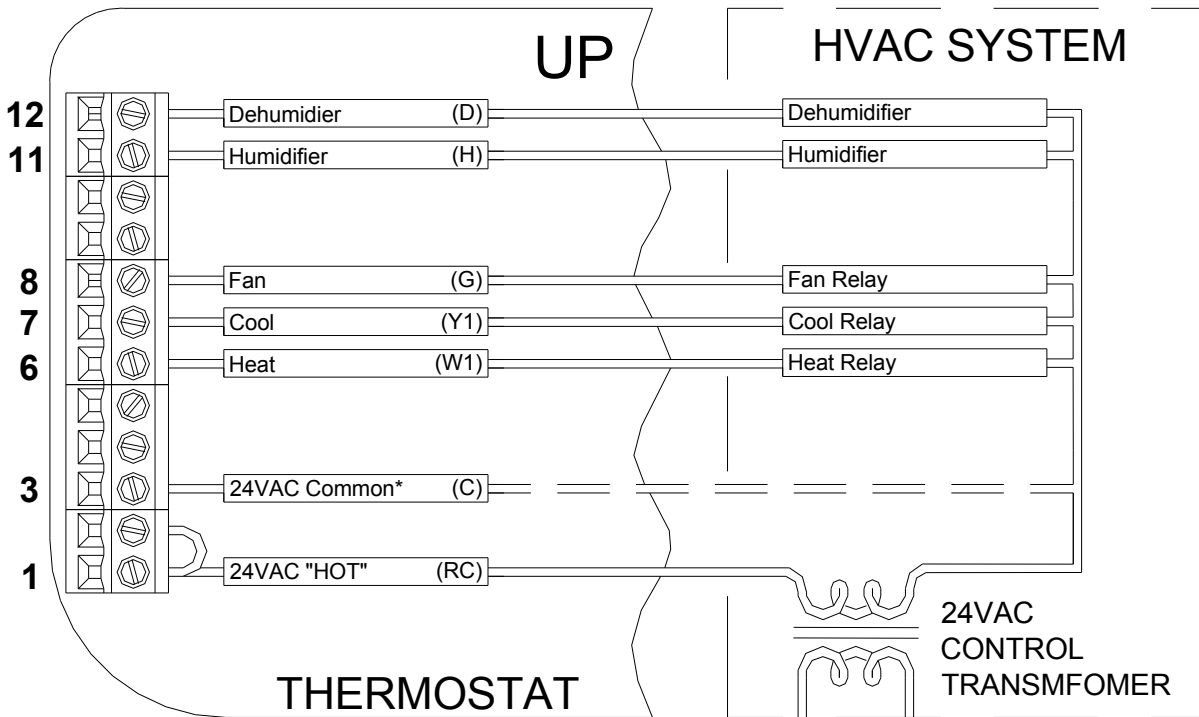 UP
HVAC SYSTEM
12 Dehumidier (D) Dehumidifier
11 Humidifier (H) Humidifier
8 Fan (G) Fan Relay
7 Cool (Y1) Cool Relay
6 Heat (W1) Heat Relay
3 24VAC Common* (C)
1 24VAC "HOT" (RC)
24VAC
CONTROL
TRANSMFOMER
THERMOSTAT